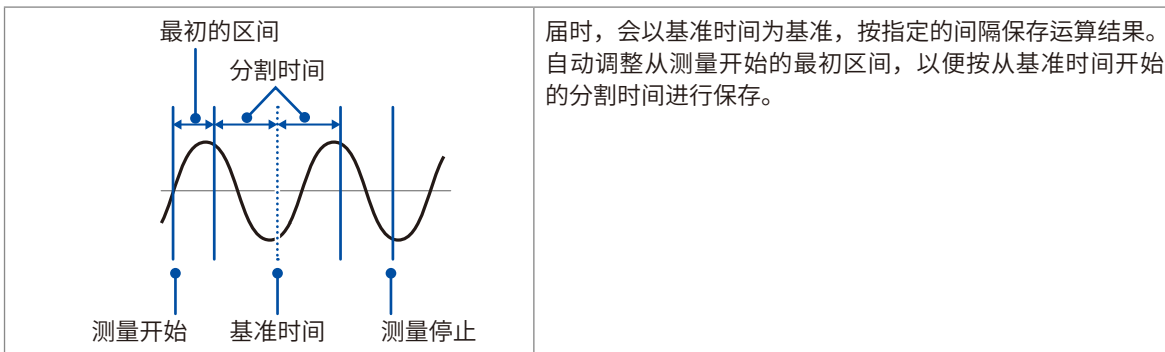 最初的区间
分割时间
测量开始
基准时间
测量停止
届时，会以基准时间为基准，按指定的间隔保存运算结果。
自动调整从测量开始的最初区间，以便按从基准时间开始
的分割时间进行保存。